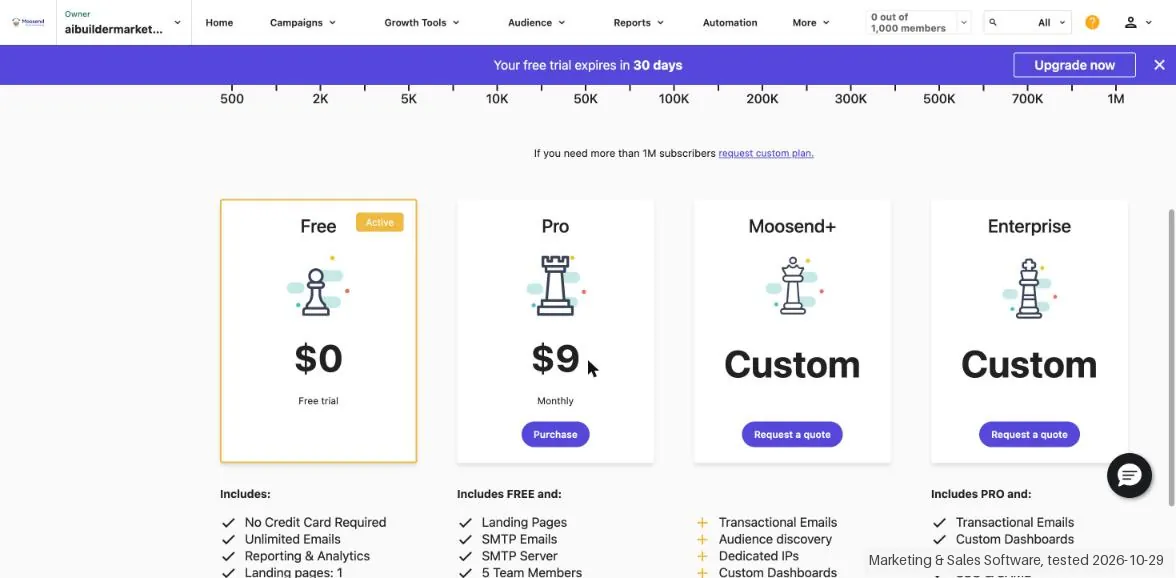 Moosend
Owner
aibuildermarket...
Home
Campaigns
Growth Tools
Audience
Reports
Automation
More
0 out of
1,000 members
All
?
Your free trial expires in 30 days
Upgrade now
500 2K 5K 10K 50K 100K 200K 300K 500K 700K 1M
If you need more than 1M subscribers request custom plan.
Free
Active
$0
Free trial
Pro
$9
Monthly
Purchase
Moosend+
Custom
Request a quote
Enterprise
Custom
Request a quote
Includes:
No Credit Card Required
Unlimited Emails
Reporting & Analytics
Landing pages: 1
Includes FREE and:
Landing Pages
SMTP Emails
SMTP Server
5 Team Members
Transactional Emails
Audience discovery
Dedicated IPs
Custom Dashboards
Includes PRO and:
Transactional Emails
Custom Dashboards
Marketing & Sales Software, tested 2026-10-29